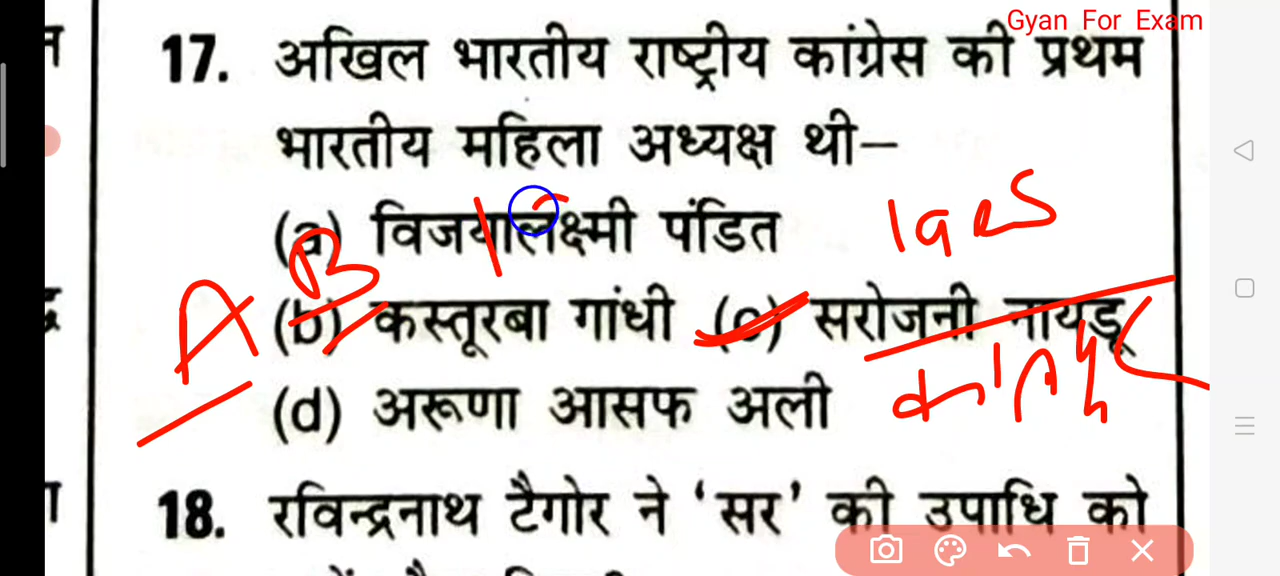 Gyan For Exam
17. अखिल भारतीय राष्ट्रीय कांग्रेस की प्रथम
भारतीय महिला अध्यक्ष थी–
(a) विजयालक्ष्मी पंडित
1925
A B
(b) कस्तूरबा गांधी (c) सरोजनी नायडू
(d) अरूणा आसफ अली
18. रविन्द्रनाथ टैगोर ने ‘सर’ की उपाधि को